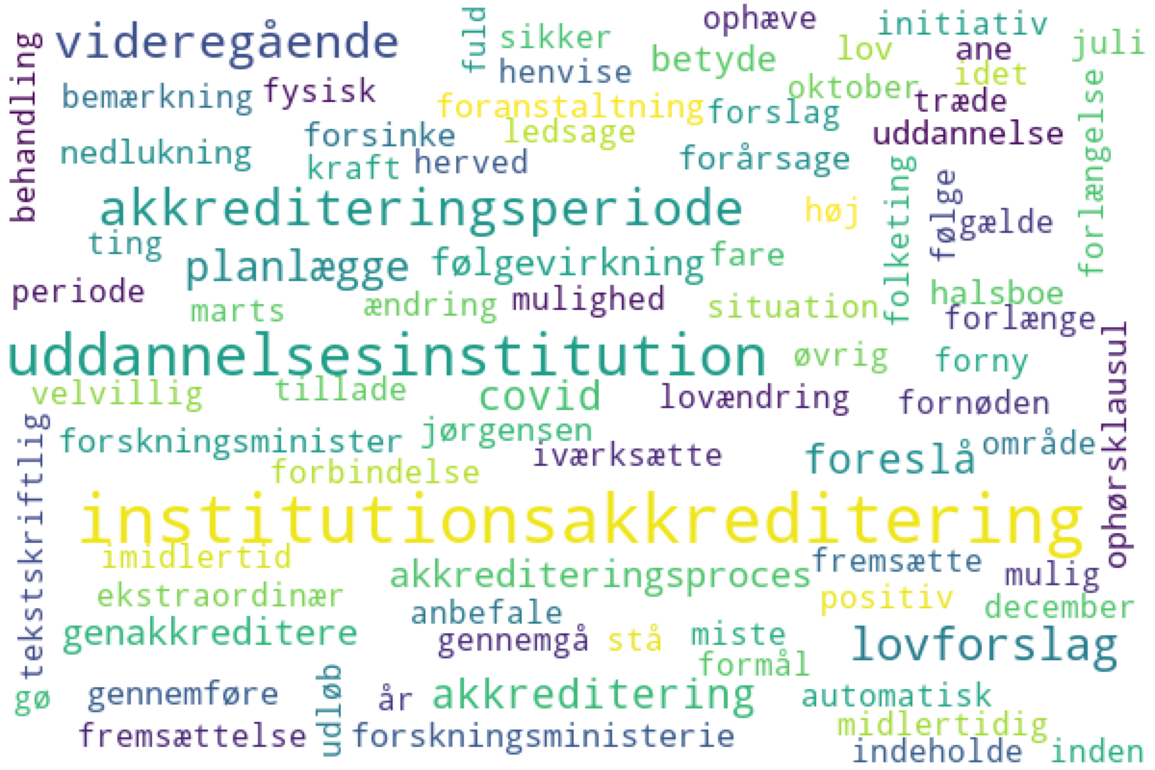 videregående
fuld
sikker
ophæve
initiativ
juli
behandling
henvise
betyde
lov
ane
idet
bemærkning
fysisk
foranstaltning
forslag
oktober
træde
forlængelse
nedlukning
forsinke
ledsage
uddannelse
kraft
herved
forårsage
akkrediteringsperiode
høj
folketing
følge
gælde
ting
planlægge
følgevirkning
fare
periode
marts
ændring
mulighed
situation
halsboe
forlænge
uddannelsesinstitution
øvrig
forny
ophørsklausul
velvillig
tillade
covid
lovændring
fornøden
tekstskriftlig
forskningsminister
jørgensen
iværksætte
foreslå
område
forbindelse
institutionsakkreditering
imidlertid
akkrediteringsproces
fremsætte
mulig
ekstraordinær
anbefale
positiv
december
genakkreditere
gennemgå
stå
miste
lovforslag
formål
gø
gennemføre
udløb
år
akkreditering
automatisk
fremsættelse
forskningsministerie
midlertidig
indeholde
inden